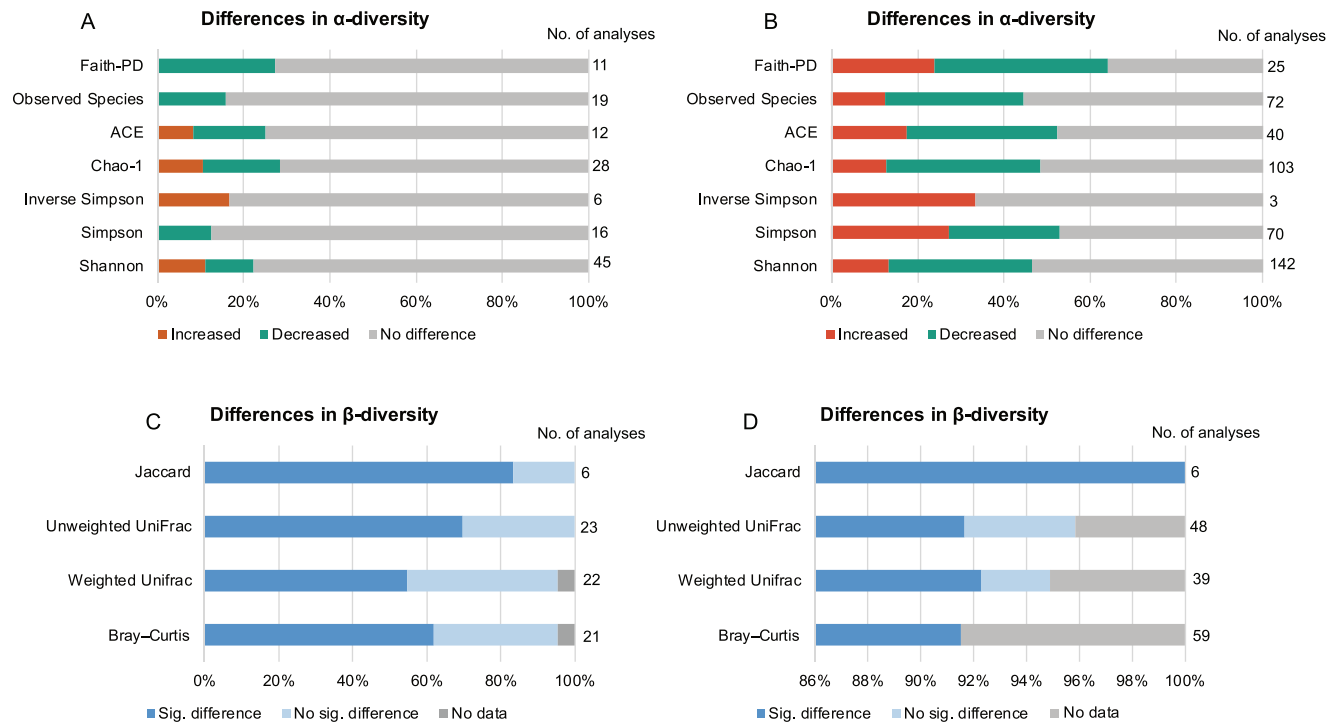 A
Differences in α-diversity
No. of analyses
Faith-PD
11
Observed Species
19
ACE
12
Chao-1
28
Inverse Simpson
6
Simpson
16
Shannon
45
0% 20% 40% 60% 80% 100%
Increased Decreased No difference
B
Differences in α-diversity
No. of analyses
Faith-PD
25
Observed Species
72
ACE
40
Chao-1
103
Inverse Simpson
3
Simpson
70
Shannon
142
0% 20% 40% 60% 80% 100%
Increased Decreased No difference
C
Differences in β-diversity
No. of analyses
Jaccard
6
Unweighted UniFrac
23
Weighted Unifrac
22
Bray–Curtis
21
0% 20% 40% 60% 80% 100%
Sig. difference No sig. difference No data
D
Differences in β-diversity
No. of analyses
Jaccard
6
Unweighted UniFrac
48
Weighted Unifrac
39
Bray–Curtis
59
86% 88% 90% 92% 94% 96% 98% 100%
Sig. difference No sig. difference No data